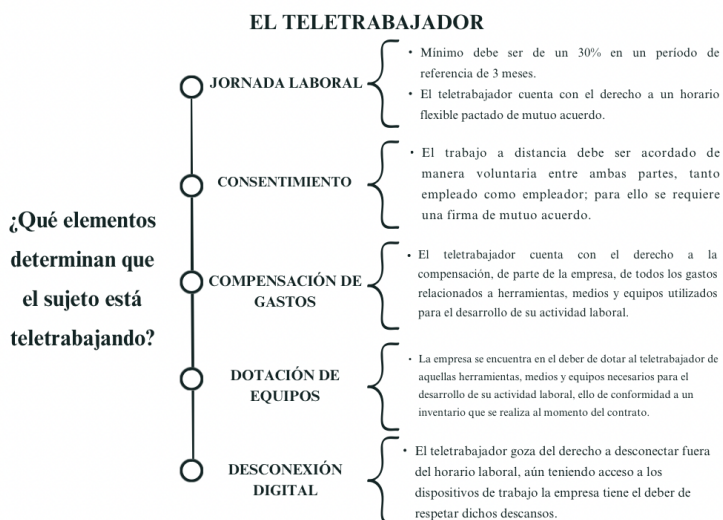 EL TELETRABAJADOR
¿Qué elementos
determinan que
el sujeto está
teletrabajando?
JORNADA LABORAL
• Mínimo debe ser de un 30% en un período de
referencia de 3 meses.
• El teletrabajador cuenta con el derecho a un horario
flexible pactado de mutuo acuerdo.
CONSENTIMIENTO
• El trabajo a distancia debe ser acordado de
manera voluntaria entre ambas partes, tanto
empleado como empleador; para ello se requiere
una firma de mutuo acuerdo.
COMPENSACIÓN DE
GASTOS
• El teletrabajador cuenta con el derecho a la
compensación, de parte de la empresa, de todos los gastos
relacionados a herramientas, medios y equipos utilizados
para el desarrollo de su actividad laboral.
DOTACIÓN DE
EQUIPOS
• La empresa se encuentra en el deber de dotar al teletrabajador de
aquellas herramientas, medios y equipos necesarios para el
desarrollo de su actividad laboral, ello de conformidad a un
inventario que se realiza al momento del contrato.
DESCONEXIÓN
DIGITAL
• El teletrabajador goza del derecho a desconectar fuera
del horario laboral, aún teniendo acceso a los
dispositivos de trabajo la empresa tiene el deber de
respetar dichos descansos.